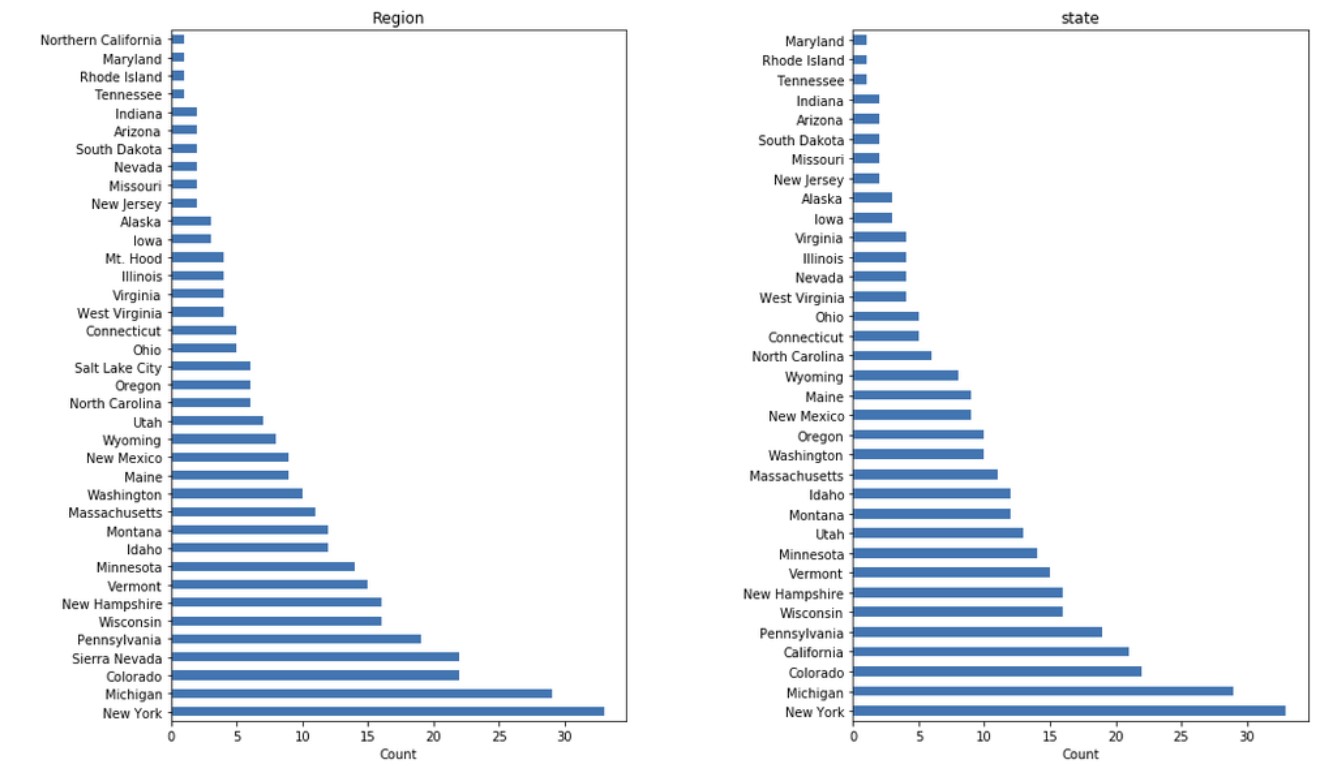 Region
Northern California
Maryland
Rhode Island
Tennessee
Indiana
Arizona
South Dakota
Nevada
Missouri
New Jersey
Alaska
Iowa
Mt. Hood
Illinois
Virginia
West Virginia
Connecticut
Ohio
Salt Lake City
Oregon
North Carolina
Utah
Wyoming
New Mexico
Maine
Washington
Massachusetts
Montana
Idaho
Minnesota
Vermont
New Hampshire
Wisconsin
Pennsylvania
Sierra Nevada
Colorado
Michigan
New York
0 5 10 15 20 25 30
Count
state
Maryland
Rhode Island
Tennessee
Indiana
Arizona
South Dakota
Missouri
New Jersey
Alaska
Iowa
Virginia
Illinois
Nevada
West Virginia
Ohio
Connecticut
North Carolina
Wyoming
Maine
New Mexico
Oregon
Washington
Massachusetts
Idaho
Montana
Utah
Minnesota
Vermont
New Hampshire
Wisconsin
Pennsylvania
California
Colorado
Michigan
New York
0 5 10 15 20 25 30
Count